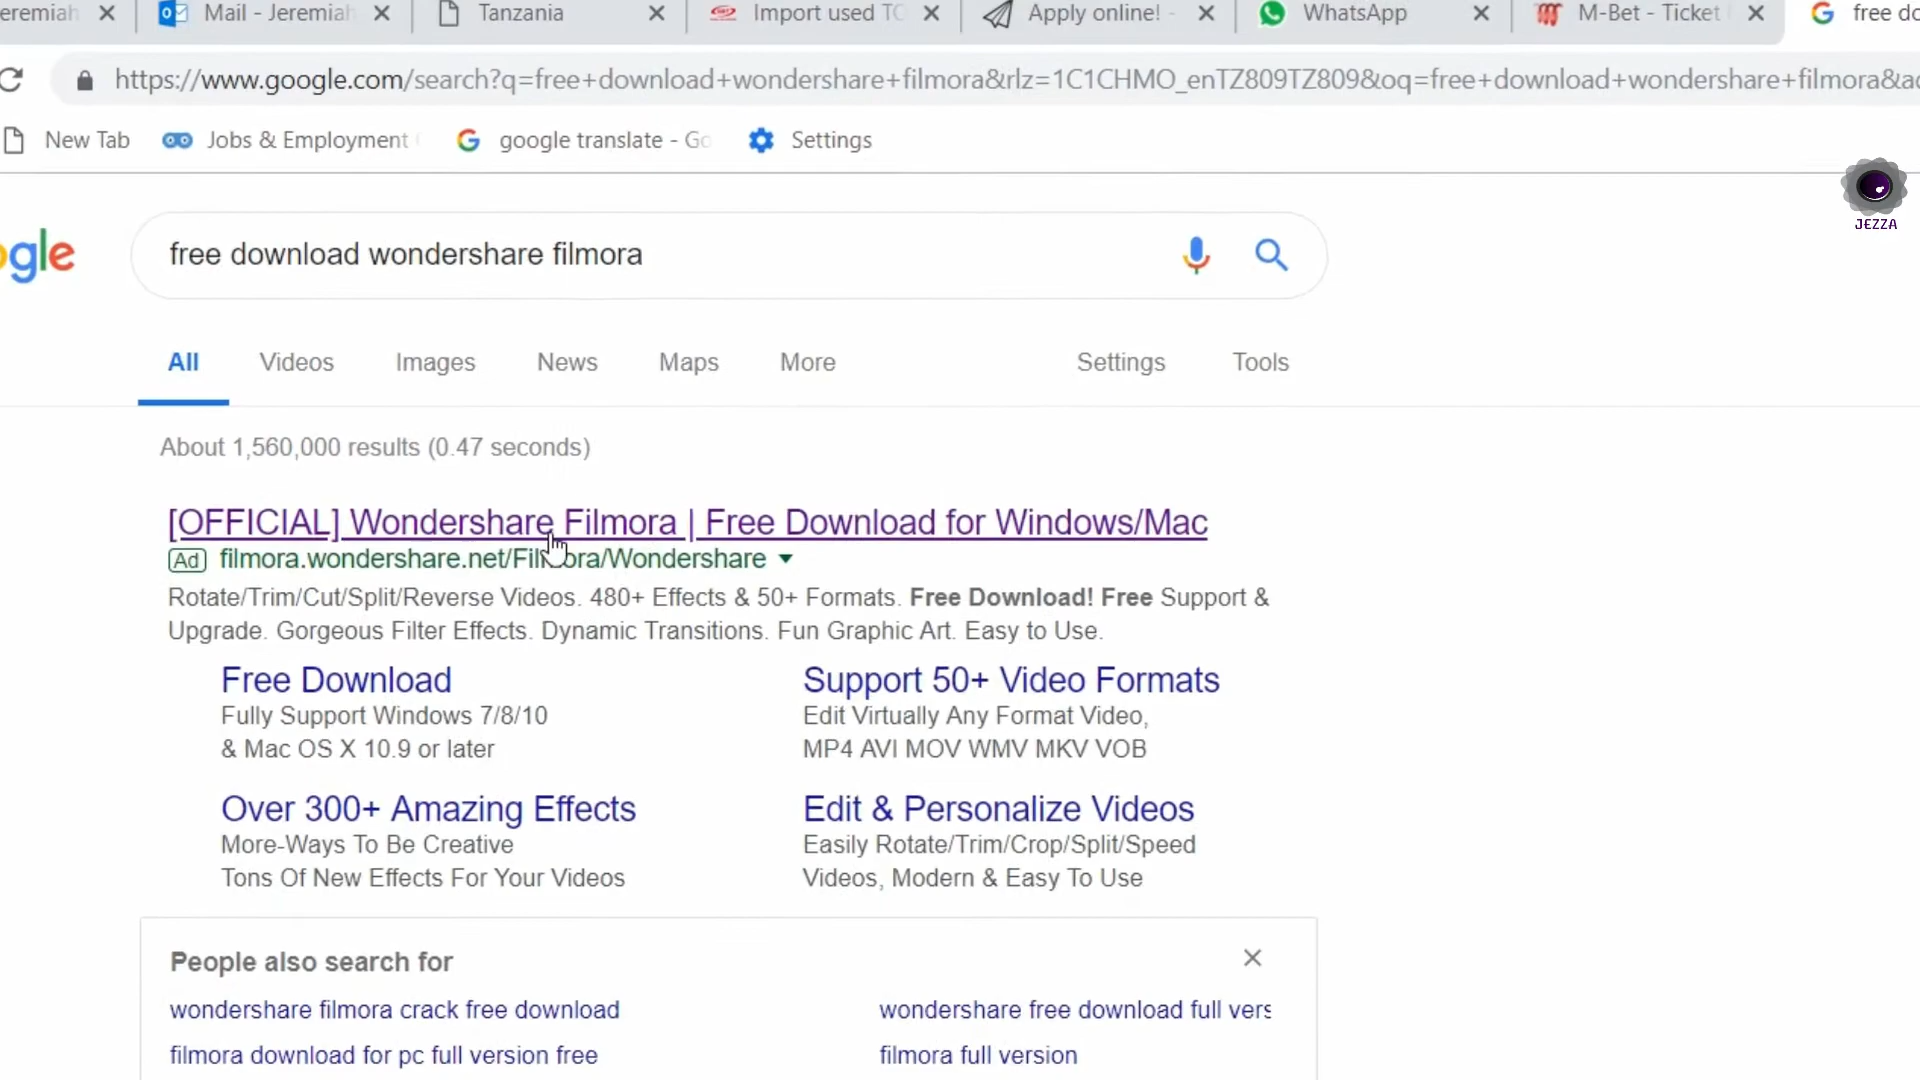 eremiah
Mail - Jeremiah
Tanzania
Import used TO
Apply online! -
WhatsApp
M-Bet - Ticket
free do
https://www.google.com/search?q=free+download+wondershare+filmora&rlz=1C1CHMO_enTZ809TZ809&oq=free+download+wondershare+filmora&a
New Tab
Jobs & Employment
google translate - Go
Settings
JEZZA
ogle
free download wondershare filmora
All
Videos
Images
News
Maps
More
Settings
Tools
About 1,560,000 results (0.47 seconds)
[OFFICIAL] Wondershare Filmora | Free Download for Windows/Mac
Ad filmora.wondershare.net/Filmora/Wondershare
Rotate/Trim/Cut/Split/Reverse Videos. 480+ Effects & 50+ Formats. Free Download! Free Support &
Upgrade. Gorgeous Filter Effects. Dynamic Transitions. Fun Graphic Art. Easy to Use.
Free Download
Fully Support Windows 7/8/10
& Mac OS X 10.9 or later
Support 50+ Video Formats
Edit Virtually Any Format Video,
MP4 AVI MOV WMV MKV VOB
Over 300+ Amazing Effects
More-Ways To Be Creative
Tons Of New Effects For Your Videos
Edit & Personalize Videos
Easily Rotate/Trim/Crop/Split/Speed
Videos, Modern & Easy To Use
People also search for
wondershare filmora crack free download
wondershare free download full vers
filmora download for pc full version free
filmora full version